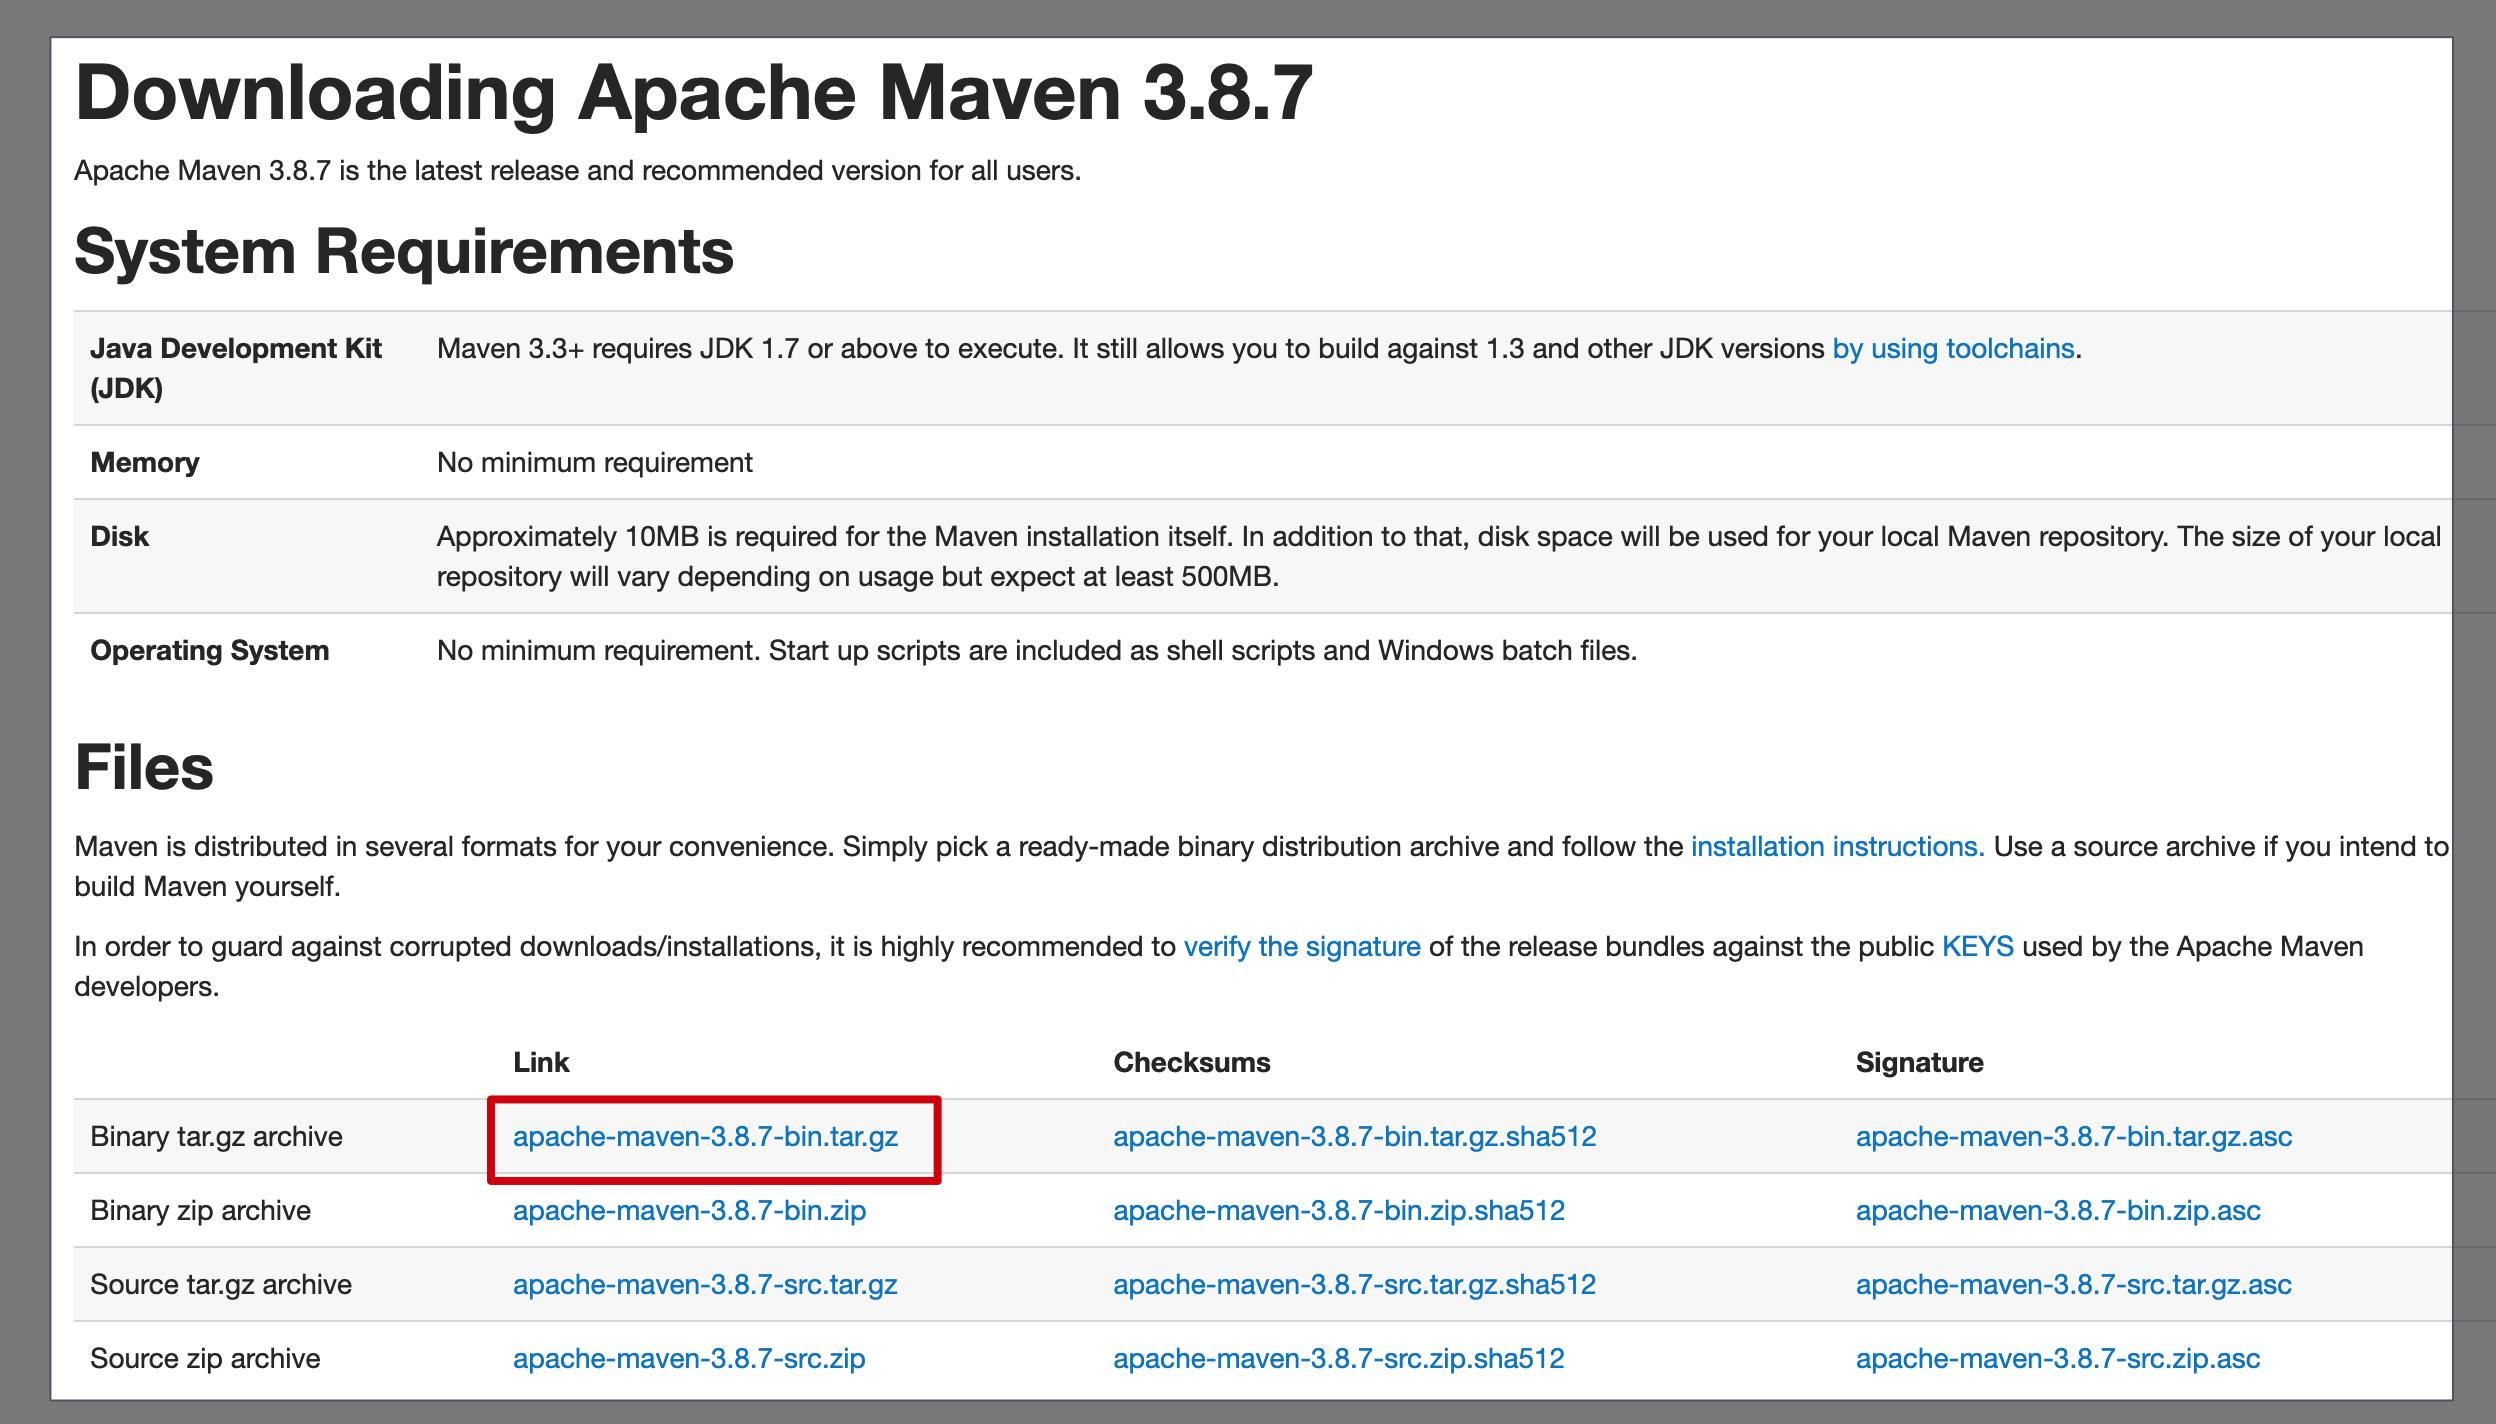 Downloading Apache Maven 3.8.7
Apache Maven 3.8.7 is the latest release and recommended version for all users.
System Requirements
Java Development Kit (JDK) Maven 3.3+ requires JDK 1.7 or above to execute. It still allows you to build against 1.3 and other JDK versions by using toolchains.
Memory No minimum requirement
Disk Approximately 10MB is required for the Maven installation itself. In addition to that, disk space will be used for your local Maven repository. The size of your local
repository will vary depending on usage but expect at least 500MB.
Operating System No minimum requirement. Start up scripts are included as shell scripts and Windows batch files.
Files
Maven is distributed in several formats for your convenience. Simply pick a ready-made binary distribution archive and follow the installation instructions. Use a source archive if you intend to
build Maven yourself.
In order to guard against corrupted downloads/installations, it is highly recommended to verify the signature of the release bundles against the public KEYS used by the Apache Maven
developers.
Link Checksums Signature
Binary tar.gz archive apache-maven-3.8.7-bin.tar.gz apache-maven-3.8.7-bin.tar.gz.sha512 apache-maven-3.8.7-bin.tar.gz.asc
Binary zip archive apache-maven-3.8.7-bin.zip apache-maven-3.8.7-bin.zip.sha512 apache-maven-3.8.7-bin.zip.asc
Source tar.gz archive apache-maven-3.8.7-src.tar.gz apache-maven-3.8.7-src.tar.gz.sha512 apache-maven-3.8.7-src.tar.gz.asc
Source zip archive apache-maven-3.8.7-src.zip apache-maven-3.8.7-src.zip.sha512 apache-maven-3.8.7-src.zip.asc